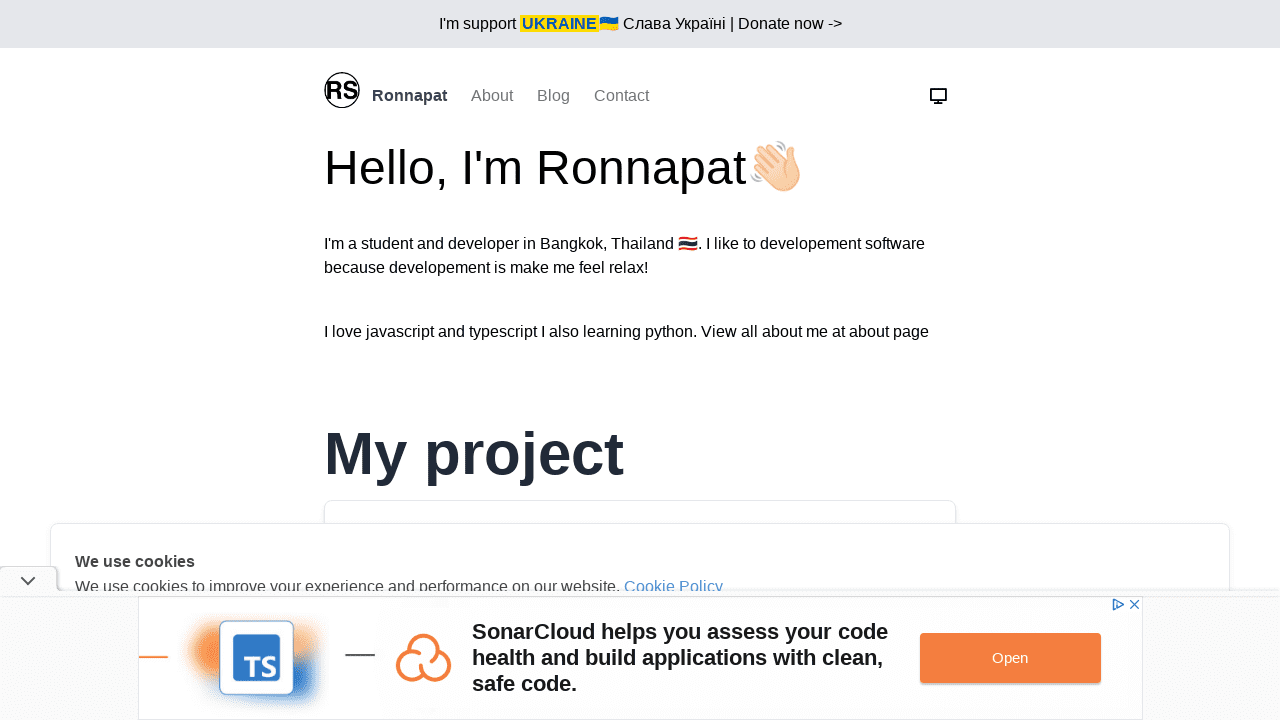 I'm support UKRAINE🇺🇦 Слава Україні | Donate now ->
RS Ronnapat About Blog Contact
Hello, I'm Ronnapat👋🏻
I'm a student and developer in Bangkok, Thailand 🇹🇭. I like to developement software
because developement is make me feel relax!
I love javascript and typescript I also learning python. View all about me at about page
My project
We use cookies
We use cookies to improve your experience and performance on our website. Cookie Policy
TS
SonarCloud helps you assess your code
health and build applications with clean,
safe code.
Open